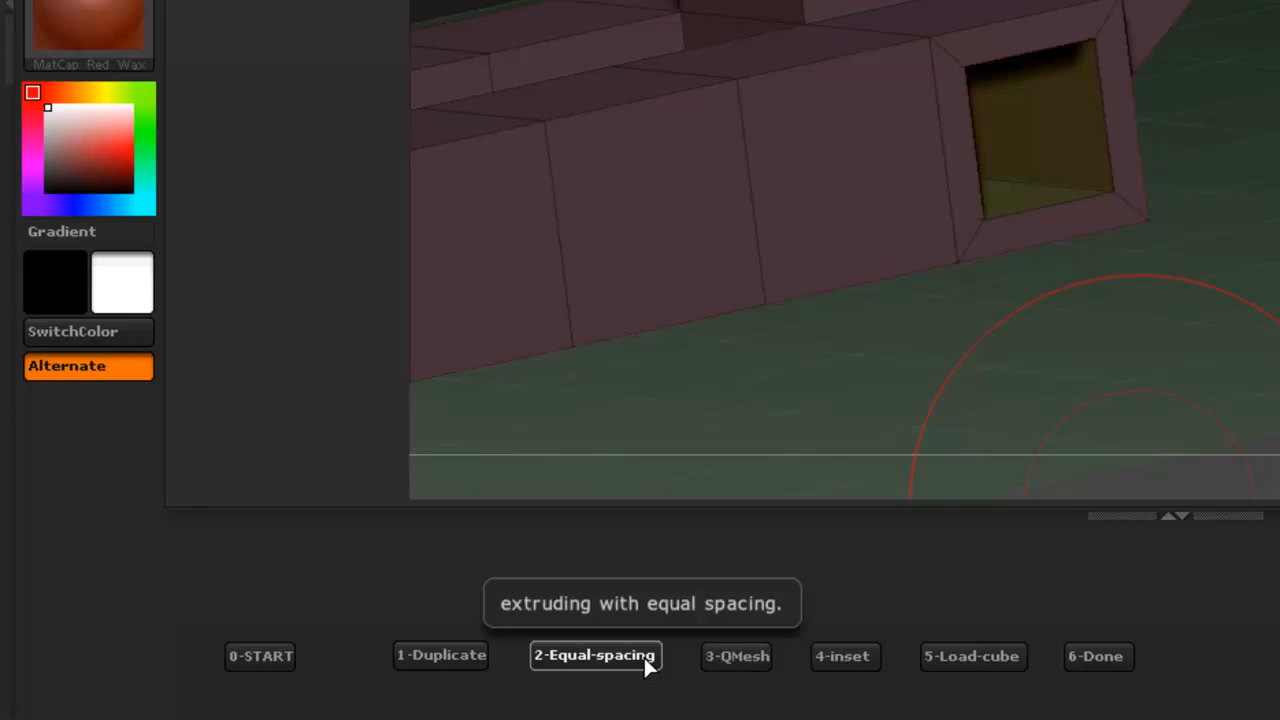 MatCap Red Wax
Gradient
SwitchColor
Alternate
extruding with equal spacing.
0-START
1-Duplicate
2-Equal-spacing
3-QMesh
4-inset
5-Load-cube
6-Done